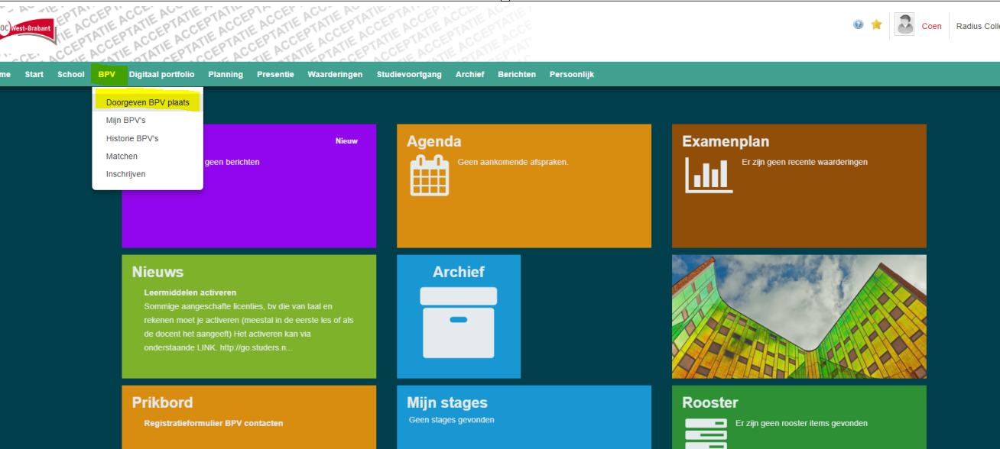 OC West-Brabant
ACCEPTATIE ACCEPTATIE ACCEPTATIE ACCEPTATIE
Coen
Radius Colle
me Start School BPV Digitaal portfolio Planning Presentie Waarderingen Studievoortgang Archief Berichten Persoonlijk
Doorgeven BPV plaats
Mijn BPV's
Historie BPV's
Matchen
Inschrijven
Nieuw
geen berichten
Agenda
Geen aankomende afspraken.
Examenplan
Er zijn geen recente waarderingen
Nieuws
Leermiddelen activeren
Sommige aangeschafte licenties, bv die van taal en
rekenen moet je activeren (meestal in de eerste les of als
de docent het aangeeft) Het activeren kan via
onderstaande LINK. http://go.studers.n...
Archief
Prikbord
Registratieformulier BPV contacten
Mijn stages
Geen stages gevonden
Rooster
Er zijn geen rooster items gevonden